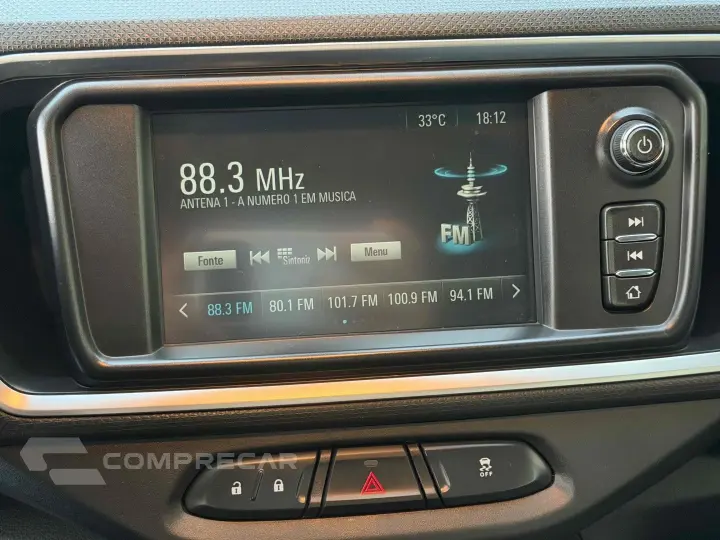 33°C 18:12
88.3 MHz
ANTENA 1 - A NUMERO 1 EM MUSICA
FM
Fonte Sintoniz Menu
88.3 FM 80.1 FM 101.7 FM 100.9 FM 94.1 FM
COMPRECAR
OFF